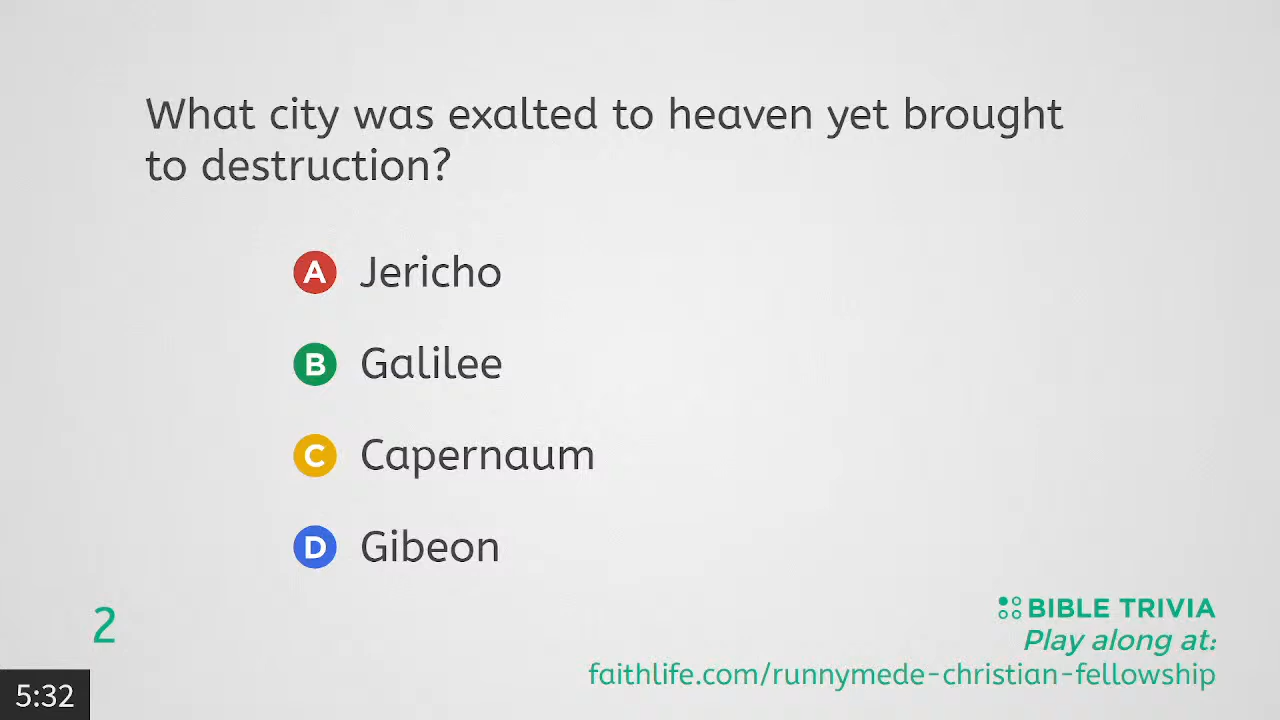 What city was exalted to heaven yet brought
to destruction?
A Jericho
B Galilee
C Capernaum
D Gibeon
2
BIBLE TRIVIA
Play along at:
faithlife.com/runnymede-christian-fellowship
5:32